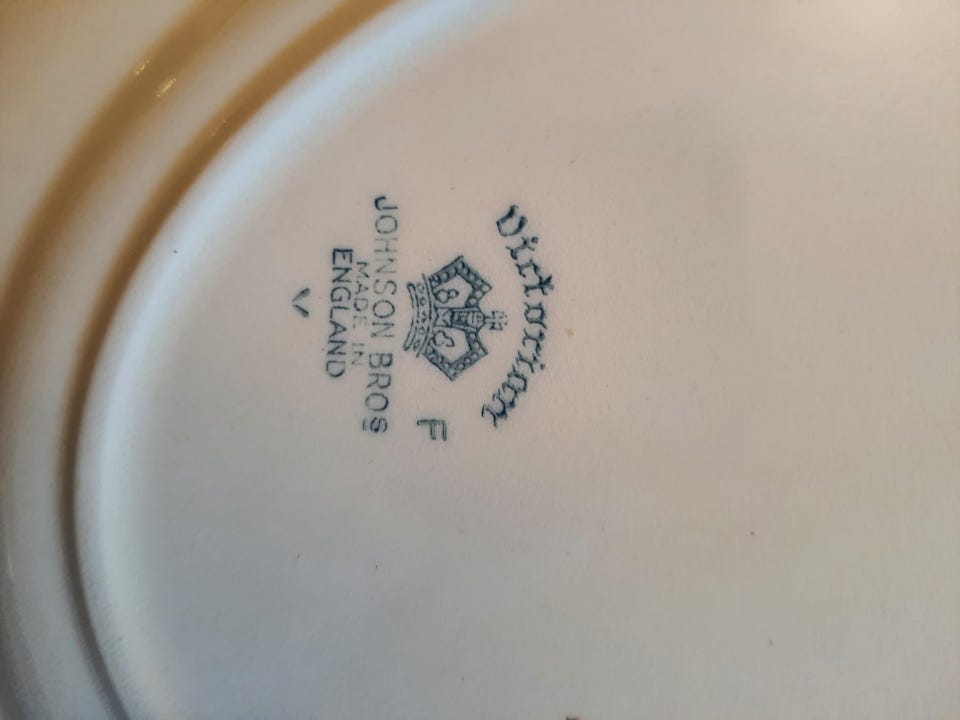 Victorian
F
JOHNSON BROS
MADE IN
ENGLAND
V